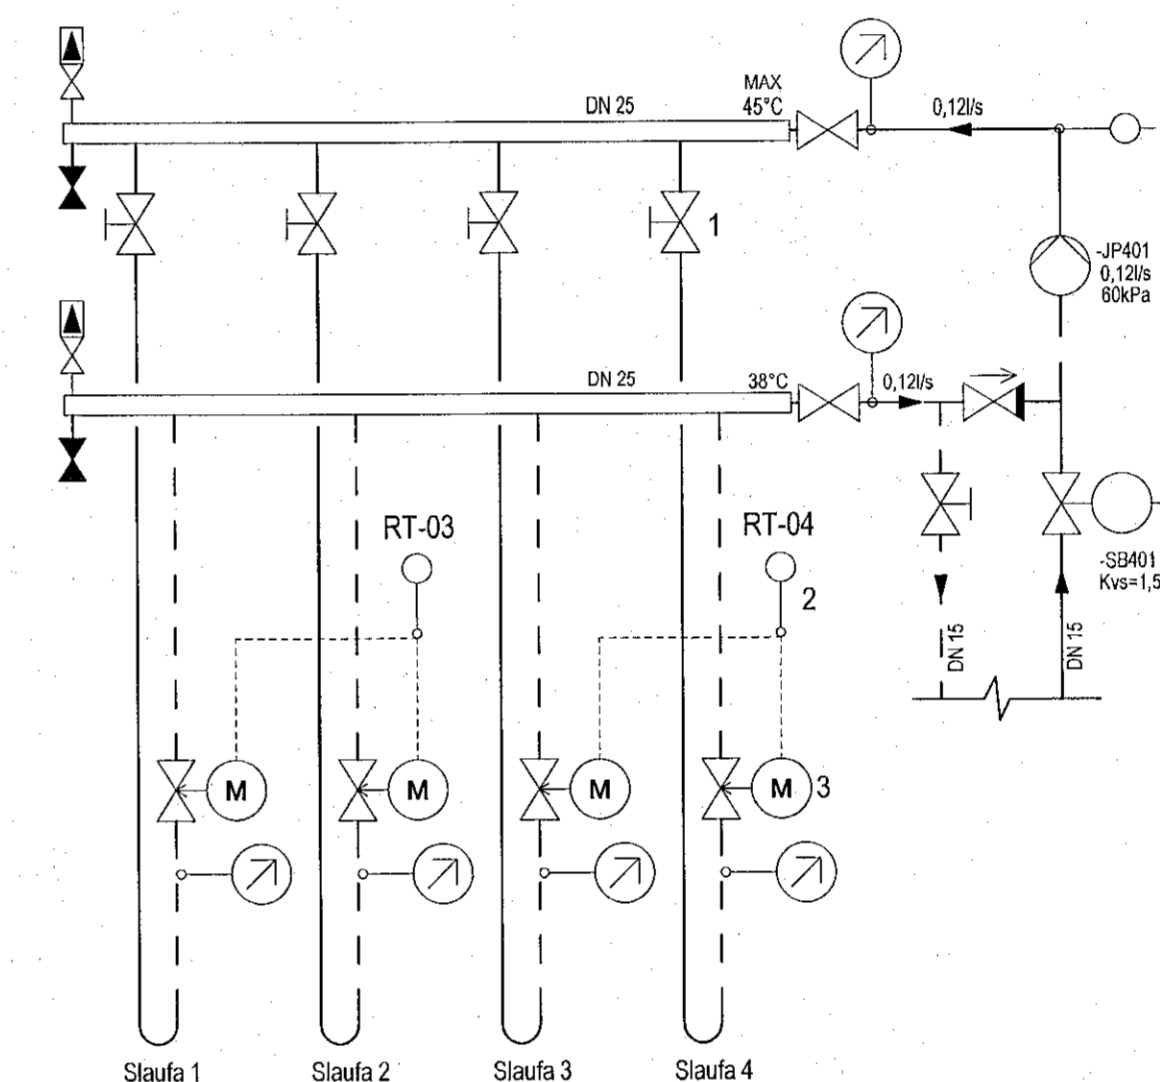 MAX
DN 25
45°C
0,12l/s
1
-JP401
0,12l/s
60kPa
DN 25
38°C
0,12l/s
RT-03
RT-04
2
-SB401
Kvs=1,5
DN 15
DN 15
M
M
M
M
3
Slaufa 1
Slaufa 2
Slaufa 3
Slaufa 4